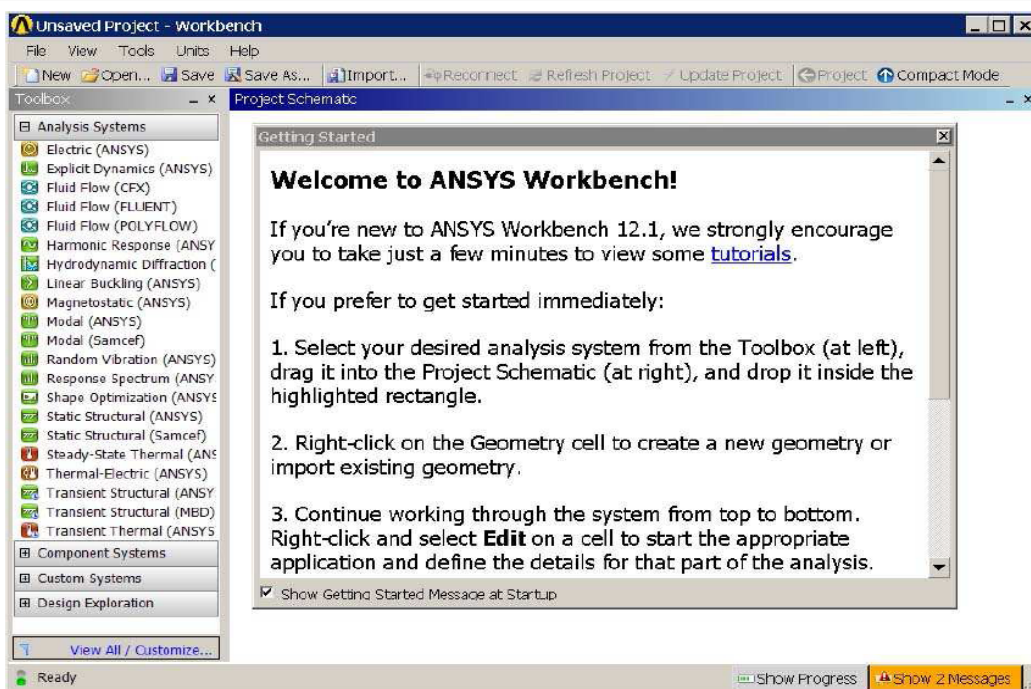 Unsaved Project - Workbench
File View Tools Units Help
New Open... Save Save As... Import... Reconnect Refresh Project Update Project Project Compact Mode
Toolbox
Project Schematic
Analysis Systems
Electric (ANSYS)
Explicit Dynamics (ANSYS)
Fluid Flow (CFX)
Fluid Flow (FLUENT)
Fluid Flow (POLYFLOW)
Harmonic Response (ANSY
Hydrodynamic Diffraction (
Linear Buckling (ANSYS)
Magnetostatic (ANSYS)
Modal (ANSYS)
Modal (Samcef)
Random Vibration (ANSYS)
Response Spectrum (ANSY
Shape Optimization (ANSYS
Static Structural (ANSYS)
Static Structural (Samcef)
Steady-State Thermal (ANS
Thermal-Electric (ANSYS)
Transient Structural (ANSY
Transient Structural (MBD)
Transient Thermal (ANSYS
Component Systems
Custom Systems
Design Exploration
View All / Customize...
Getting Started
Welcome to ANSYS Workbench!
If you're new to ANSYS Workbench 12.1, we strongly encourage
you to take just a few minutes to view some tutorials.
If you prefer to get started immediately:
1. Select your desired analysis system from the Toolbox (at left),
drag it into the Project Schematic (at right), and drop it inside the
highlighted rectangle.
2. Right-click on the Geometry cell to create a new geometry or
import existing geometry.
3. Continue working through the system from top to bottom.
Right-click and select Edit on a cell to start the appropriate
application and define the details for that part of the analysis.
Show Getting Started Message at Startup
Ready
Show Progress
Show 2 Messages